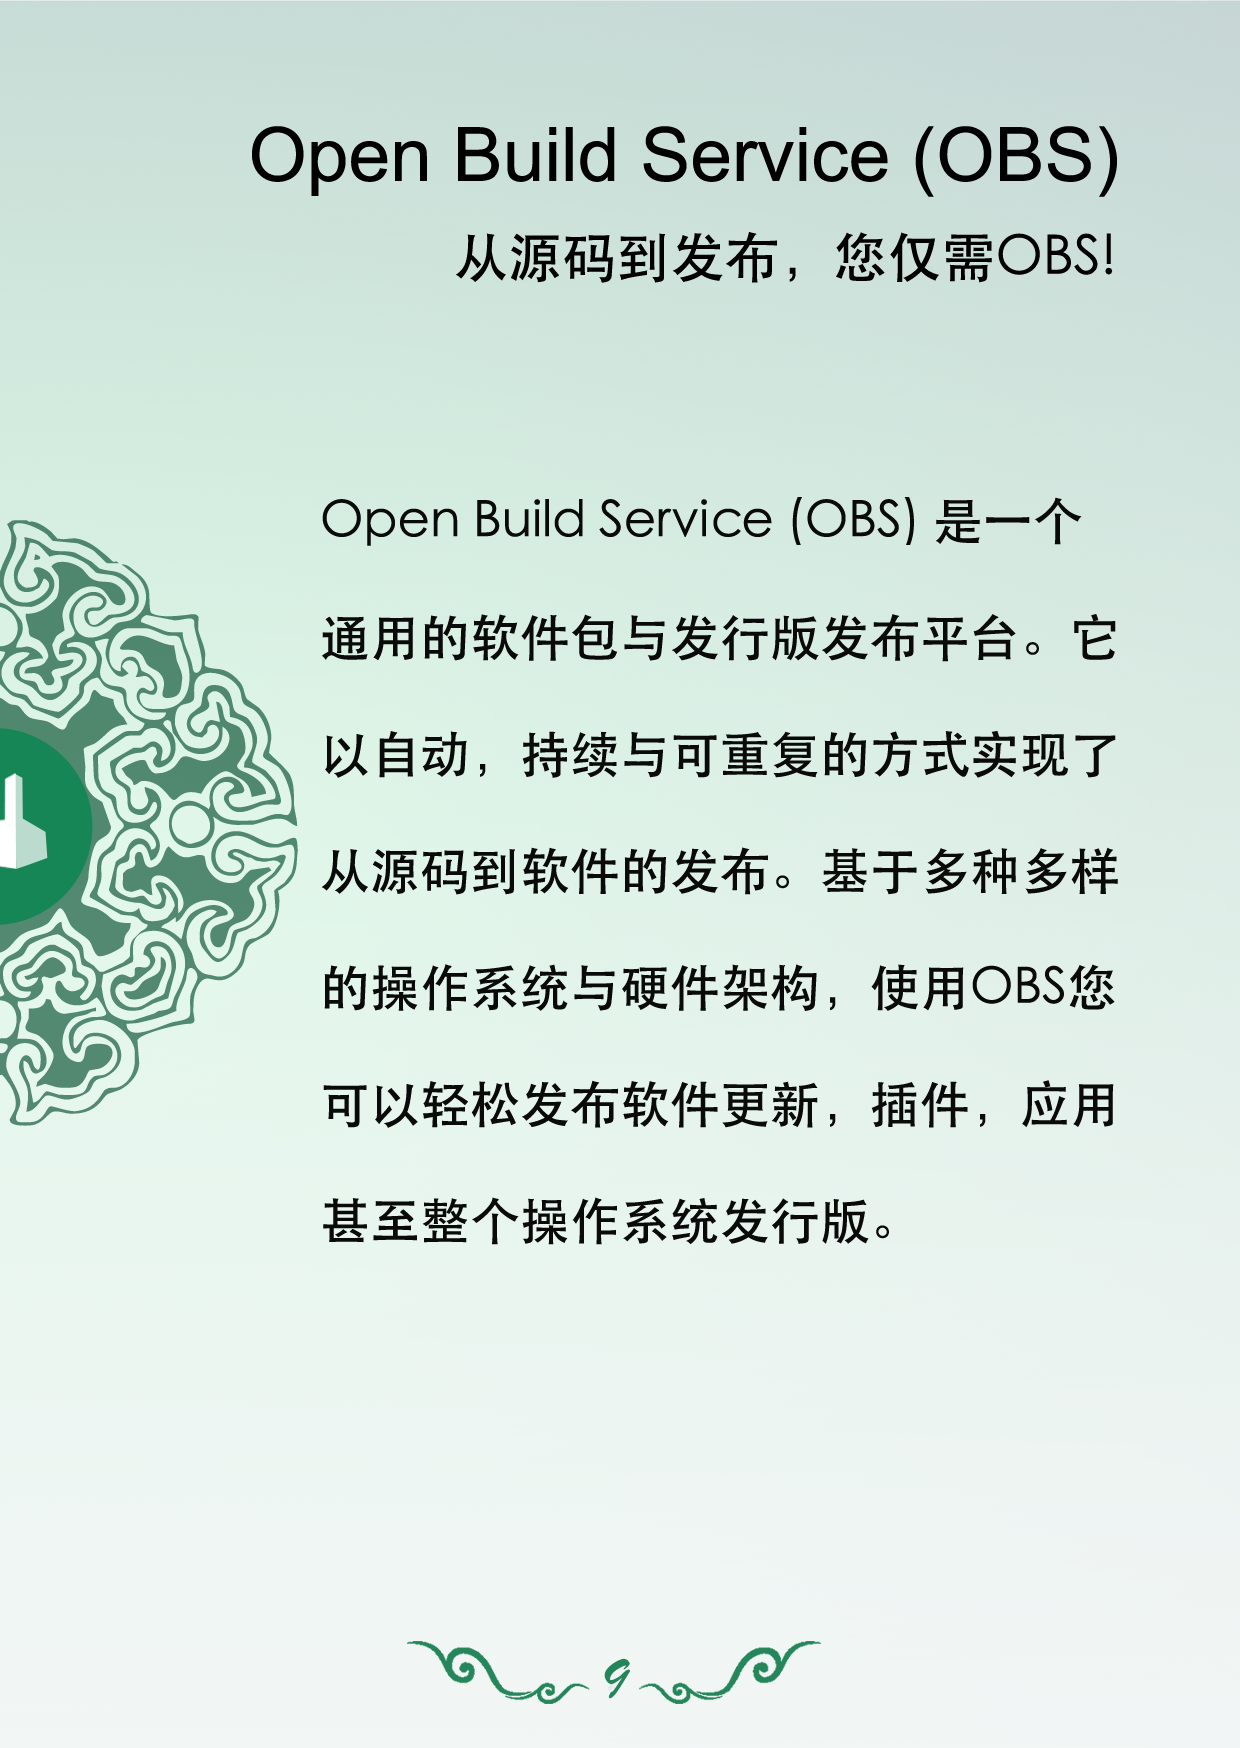 Open Build Service (OBS)
从源码到发布，您仅需OBS!
Open Build Service (OBS) 是一个
通用的软件包与发行版发布平台。它
以自动，持续与可重复的方式实现了
从源码到软件的发布。基于多种多样
的操作系统与硬件架构，使用OBS您
可以轻松发布软件更新，插件，应用
甚至整个操作系统发行版。
9